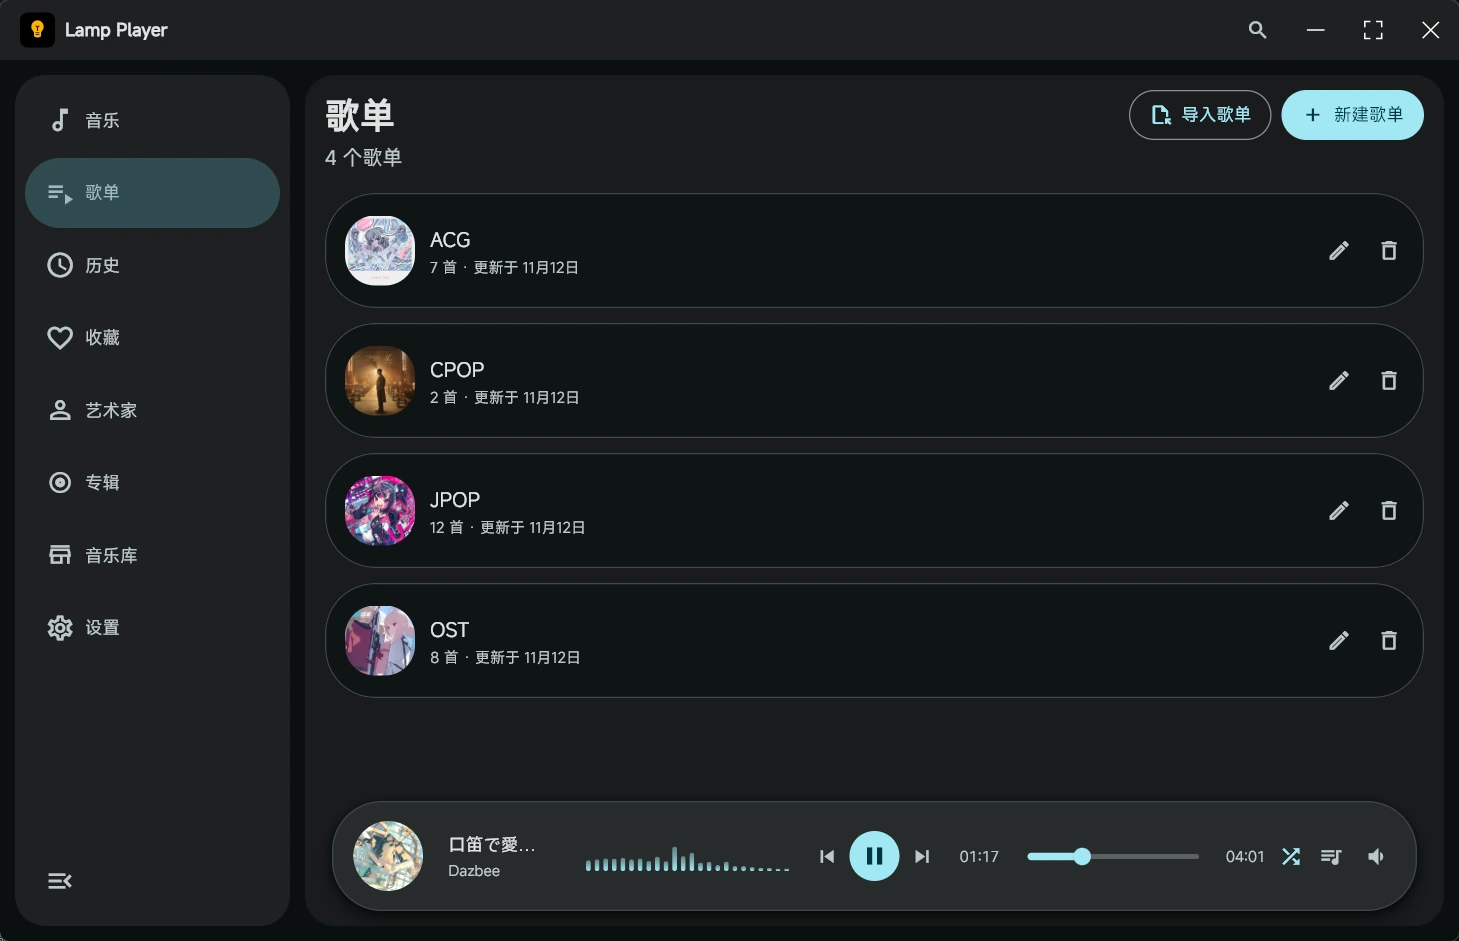 Lamp Player
音乐
歌单
历史
收藏
艺术家
专辑
音乐库
设置
歌单
4 个歌单
导入歌单
新建歌单
ACG
7 首 · 更新于 11月12日
CPOP
2 首 · 更新于 11月12日
JPOP
12 首 · 更新于 11月12日
OST
8 首 · 更新于 11月12日
口笛で愛…
Dazbee
01:17
04:01